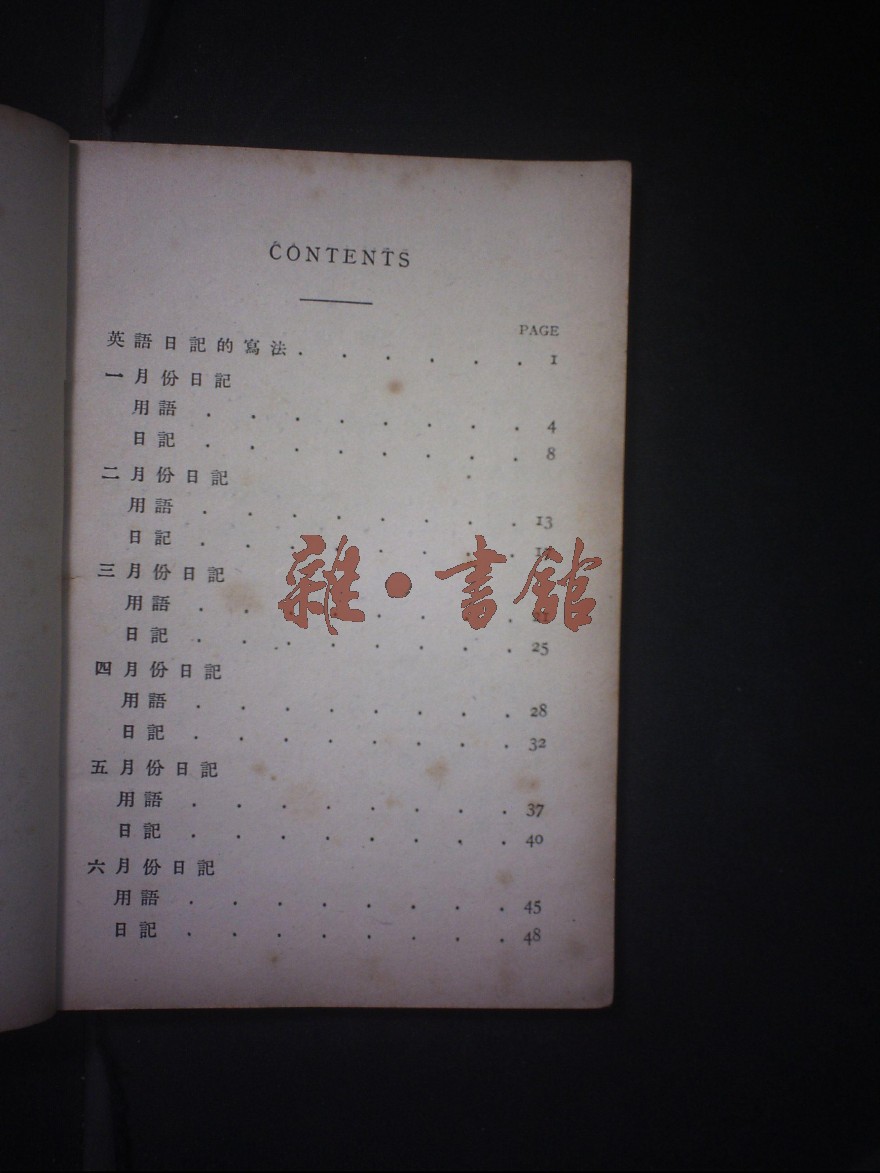 CONTENTS
PAGE
英語日記的寫法 . . . . . . 1
一月份日記
用語 . . . . . . . . 4
日記 . . . . . . . . 8
二月份日記
用語 . . . . . . . . 13
日記 . . . . . . . . 17
三月份日記
用語 . . . . . . . . 21
日記 . . . . . . . . 25
四月份日記
用語 . . . . . . . . 28
日記 . . . . . . . . 32
五月份日記
用語 . . . . . . . . 37
日記 . . . . . . . . 40
六月份日記
用語 . . . . . . . . 45
日記 . . . . . . . . 48
雜·書館